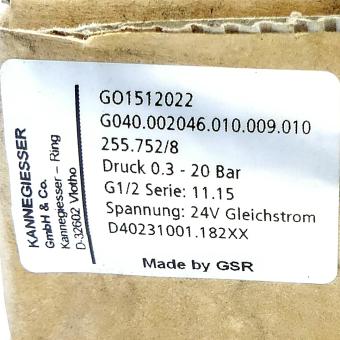 KANNEGIESSER
GmbH & Co.
Kannegiesser – Ring
D-32602 Vlotho
GO1512022
G040.002046.010.009.010
255.752/8
Druck 0.3 - 20 Bar
G1/2 Serie: 11.15
Spannung: 24V Gleichstrom
D40231001.182XX
Made by GSR